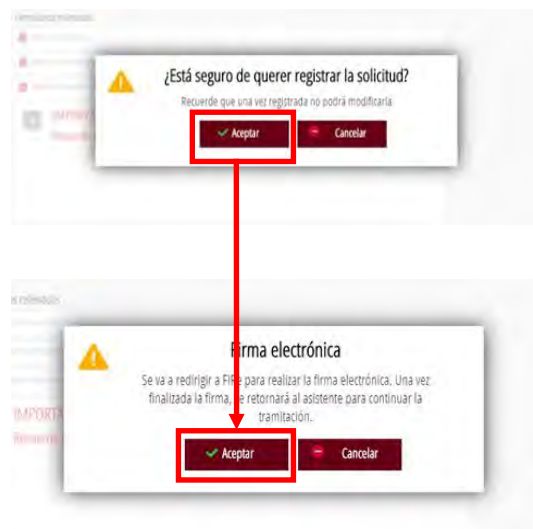 ¿Está seguro de querer registrar la solicitud?
Recuerde que una vez registrada no podrá modificarla
Aceptar
Cancelar
Firma electrónica
Se va a redirigir a FIRe para realizar la firma electrónica. Una vez
finalizada la firma, se retornará al asistente para continuar la
tramitación.
IMPORTA
Aceptar
Cancelar